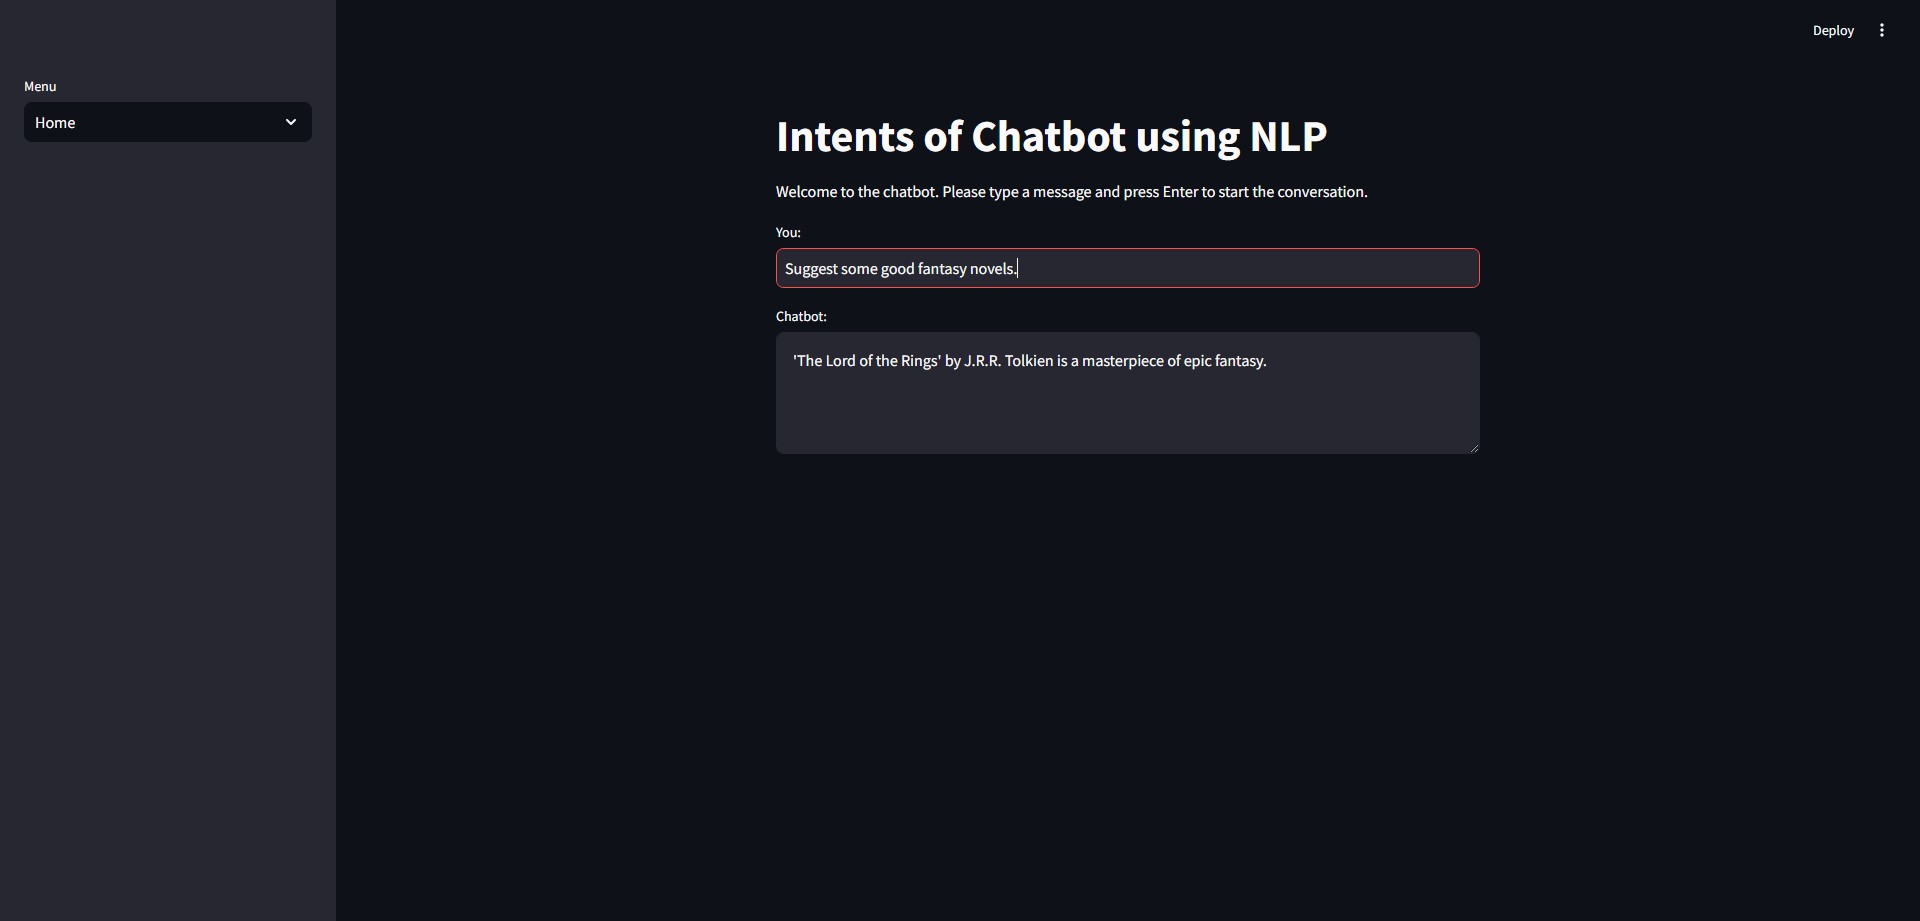 Deploy
Menu
Home
Intents of Chatbot using NLP
Welcome to the chatbot. Please type a message and press Enter to start the conversation.
You:
Suggest some good fantasy novels.
Chatbot:
'The Lord of the Rings' by J.R.R. Tolkien is a masterpiece of epic fantasy.